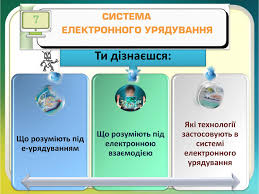 7
СИСТЕМА
ЕЛЕКТРОННОГО УРЯДУВАННЯ
Ти дізнаєшся:
Що розуміють під
е-урядуванням
Що розуміють під
електронною
взаємодією
Які технології
застосовують в
системі
електронного
урядування